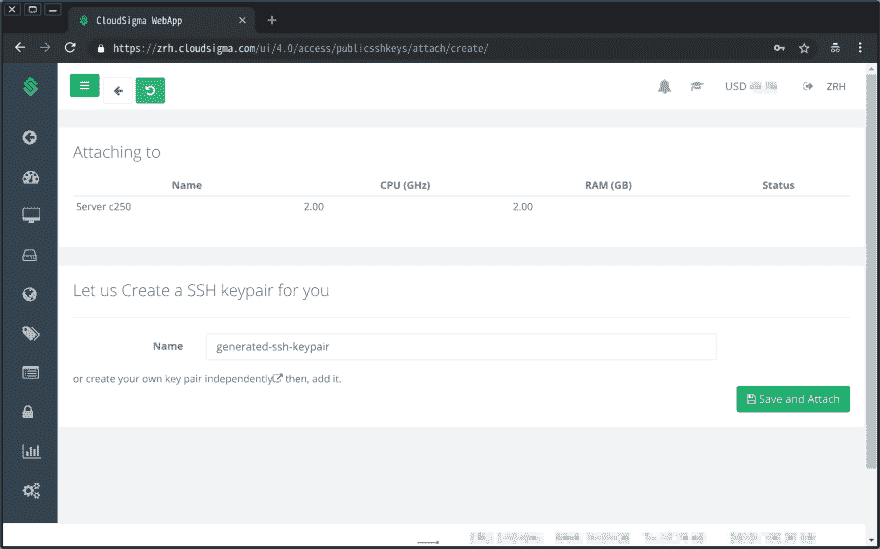 CloudSigma WebApp
https://zrh.cloudsigma.com/ui/4.0/access/publicsshkeys/attach/create/
USD
ZRH
Attaching to
Name CPU (GHz) RAM (GB) Status
Server c250 2.00 2.00
Let us Create a SSH keypair for you
Name generated-ssh-keypair
or create your own key pair independently then, add it.
Save and Attach